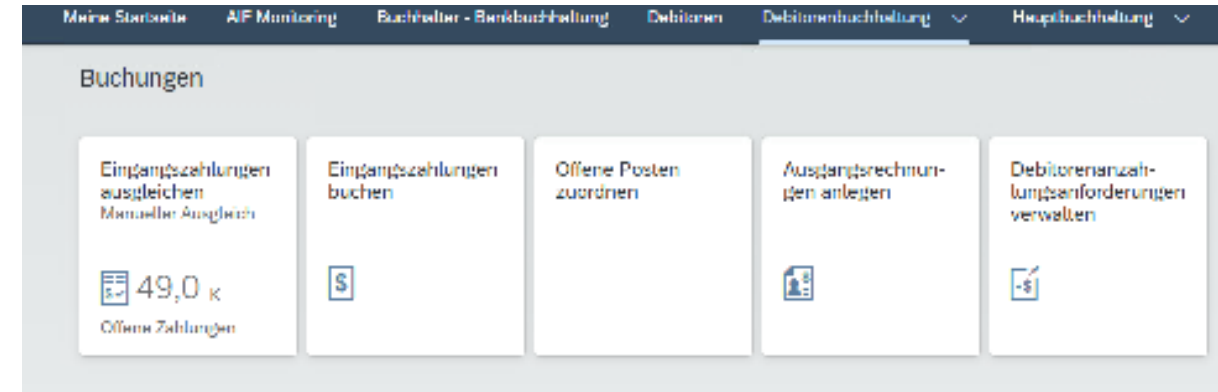 Meine Startseite AIF Monitoring Buchhalter - Bankbuchhaltung Debitoren Debitorenbuchhaltung Hauptbuchhaltung
Buchungen
Eingangszahlungen
ausgleichen
Manueller Ausgleich
49,0 K
Offene Zahlungen
Eingangszahlungen
buchen
Offene Posten
zuordnen
Ausgangsrechnun-
gen anlegen
Debitorenanzah-
lungsanforderungen
verwalten